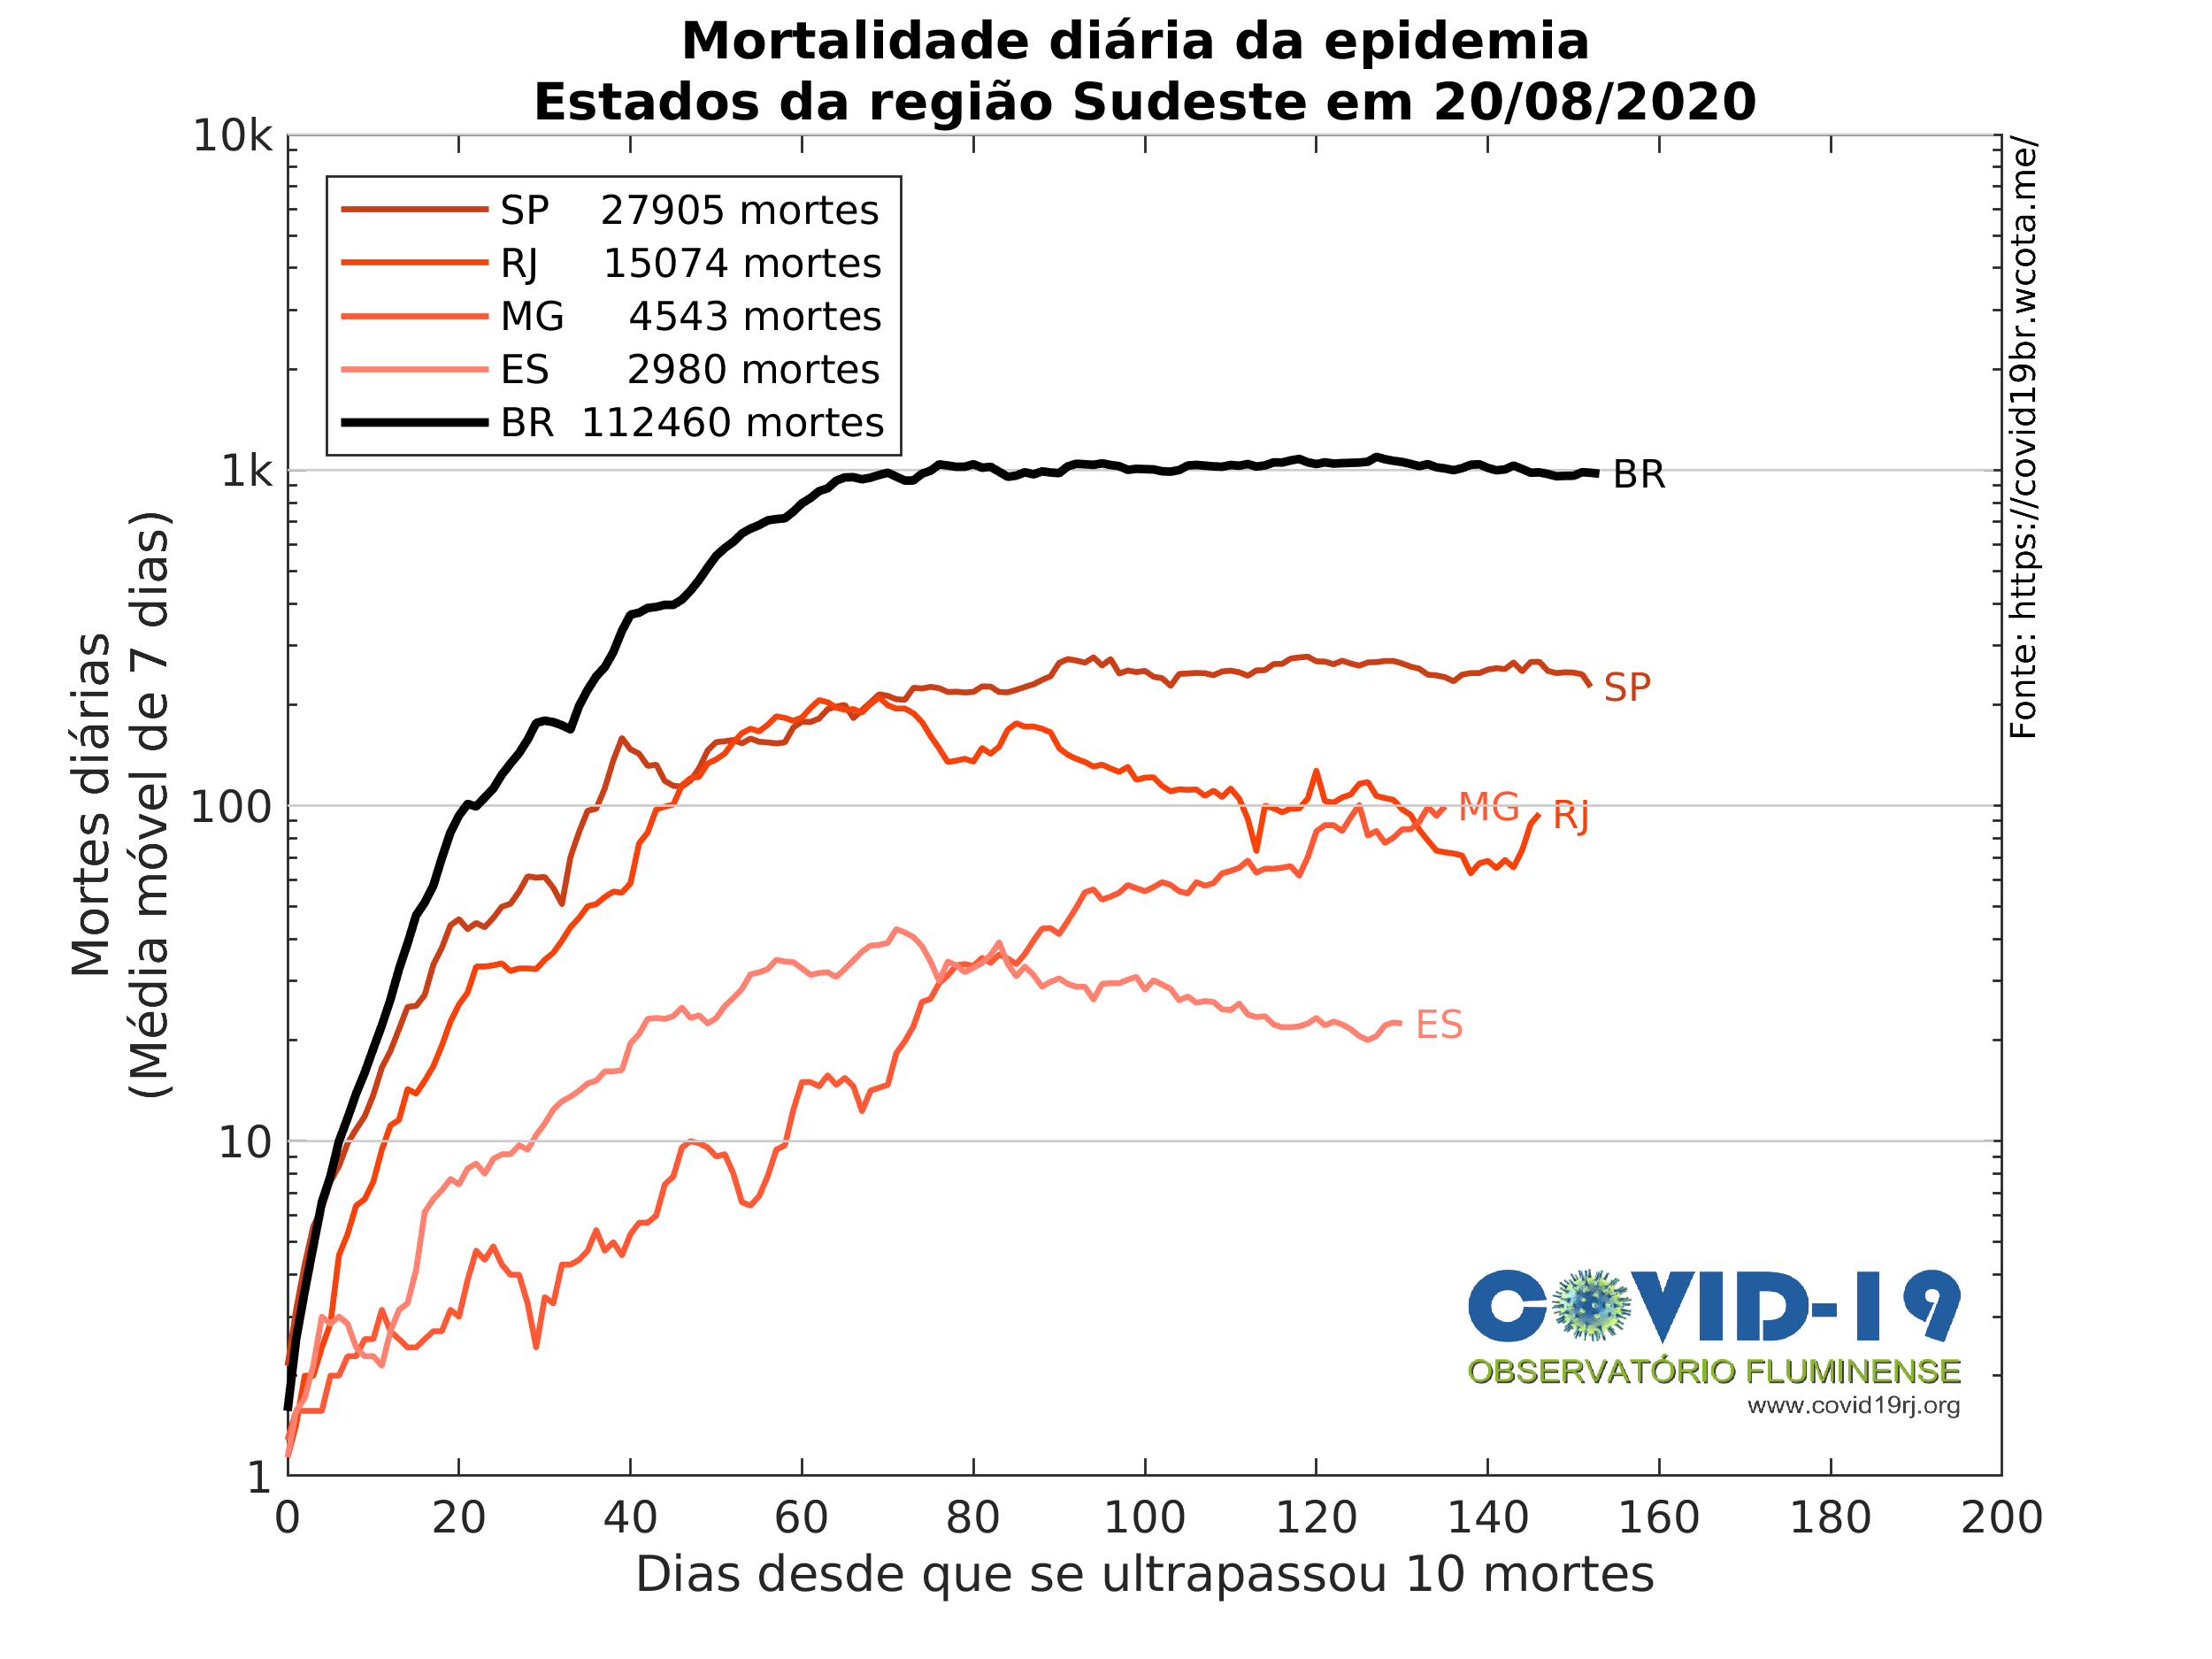 Mortalidade diária da epidemia
Estados da região Sudeste em 20/08/2020
10k
1k
100
10
1
Mortes diárias
(Média móvel de 7 dias)
SP 27905 mortes
RJ 15074 mortes
MG 4543 mortes
ES 2980 mortes
BR 112460 mortes
BR
SP
MG
RJ
ES
Fonte: https://covid19br.wcota.me/
COVID-19
OBSERVATÓRIO FLUMINENSE
www.covid19rj.org
0 20 40 60 80 100 120 140 160 180 200
Dias desde que se ultrapassou 10 mortes